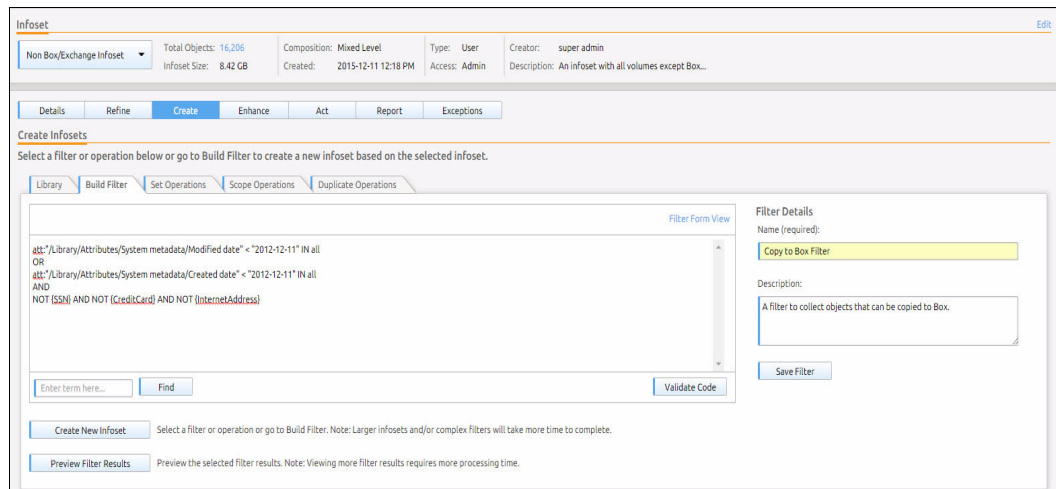 Infoset
Edit
Non Box/Exchange Infoset
Total Objects: 16,206
Infoset Size: 8.42 GB
Composition: Mixed Level
Created: 2015-12-11 12:18 PM
Type: User
Access: Admin
Creator: super admin
Description: An infoset with all volumes except Box...
Details Refine Create Enhance Act Report Exceptions
Create Infosets
Select a filter or operation below or go to Build Filter to create a new infoset based on the selected infoset.
Library Build Filter Set Operations Scope Operations Duplicate Operations
Filter Form View
att:"/Library/Attributes/System metadata/Modified date" < "2012-12-11" IN all
OR
att:"/Library/Attributes/System metadata/Created date" < "2012-12-11" IN all
AND
NOT {SSN} AND NOT {CreditCard} AND NOT {InternetAddress}
Enter term here...
Find
Validate Code
Filter Details
Name (required):
Copy to Box Filter
Description:
A filter to collect objects that can be copied to Box.
Save Filter
Create New Infoset
Select a filter or operation or go to Build Filter. Note: Larger infosets and/or complex filters will take more time to complete.
Preview Filter Results
Preview the selected filter results. Note: Viewing more filter results requires more processing time.